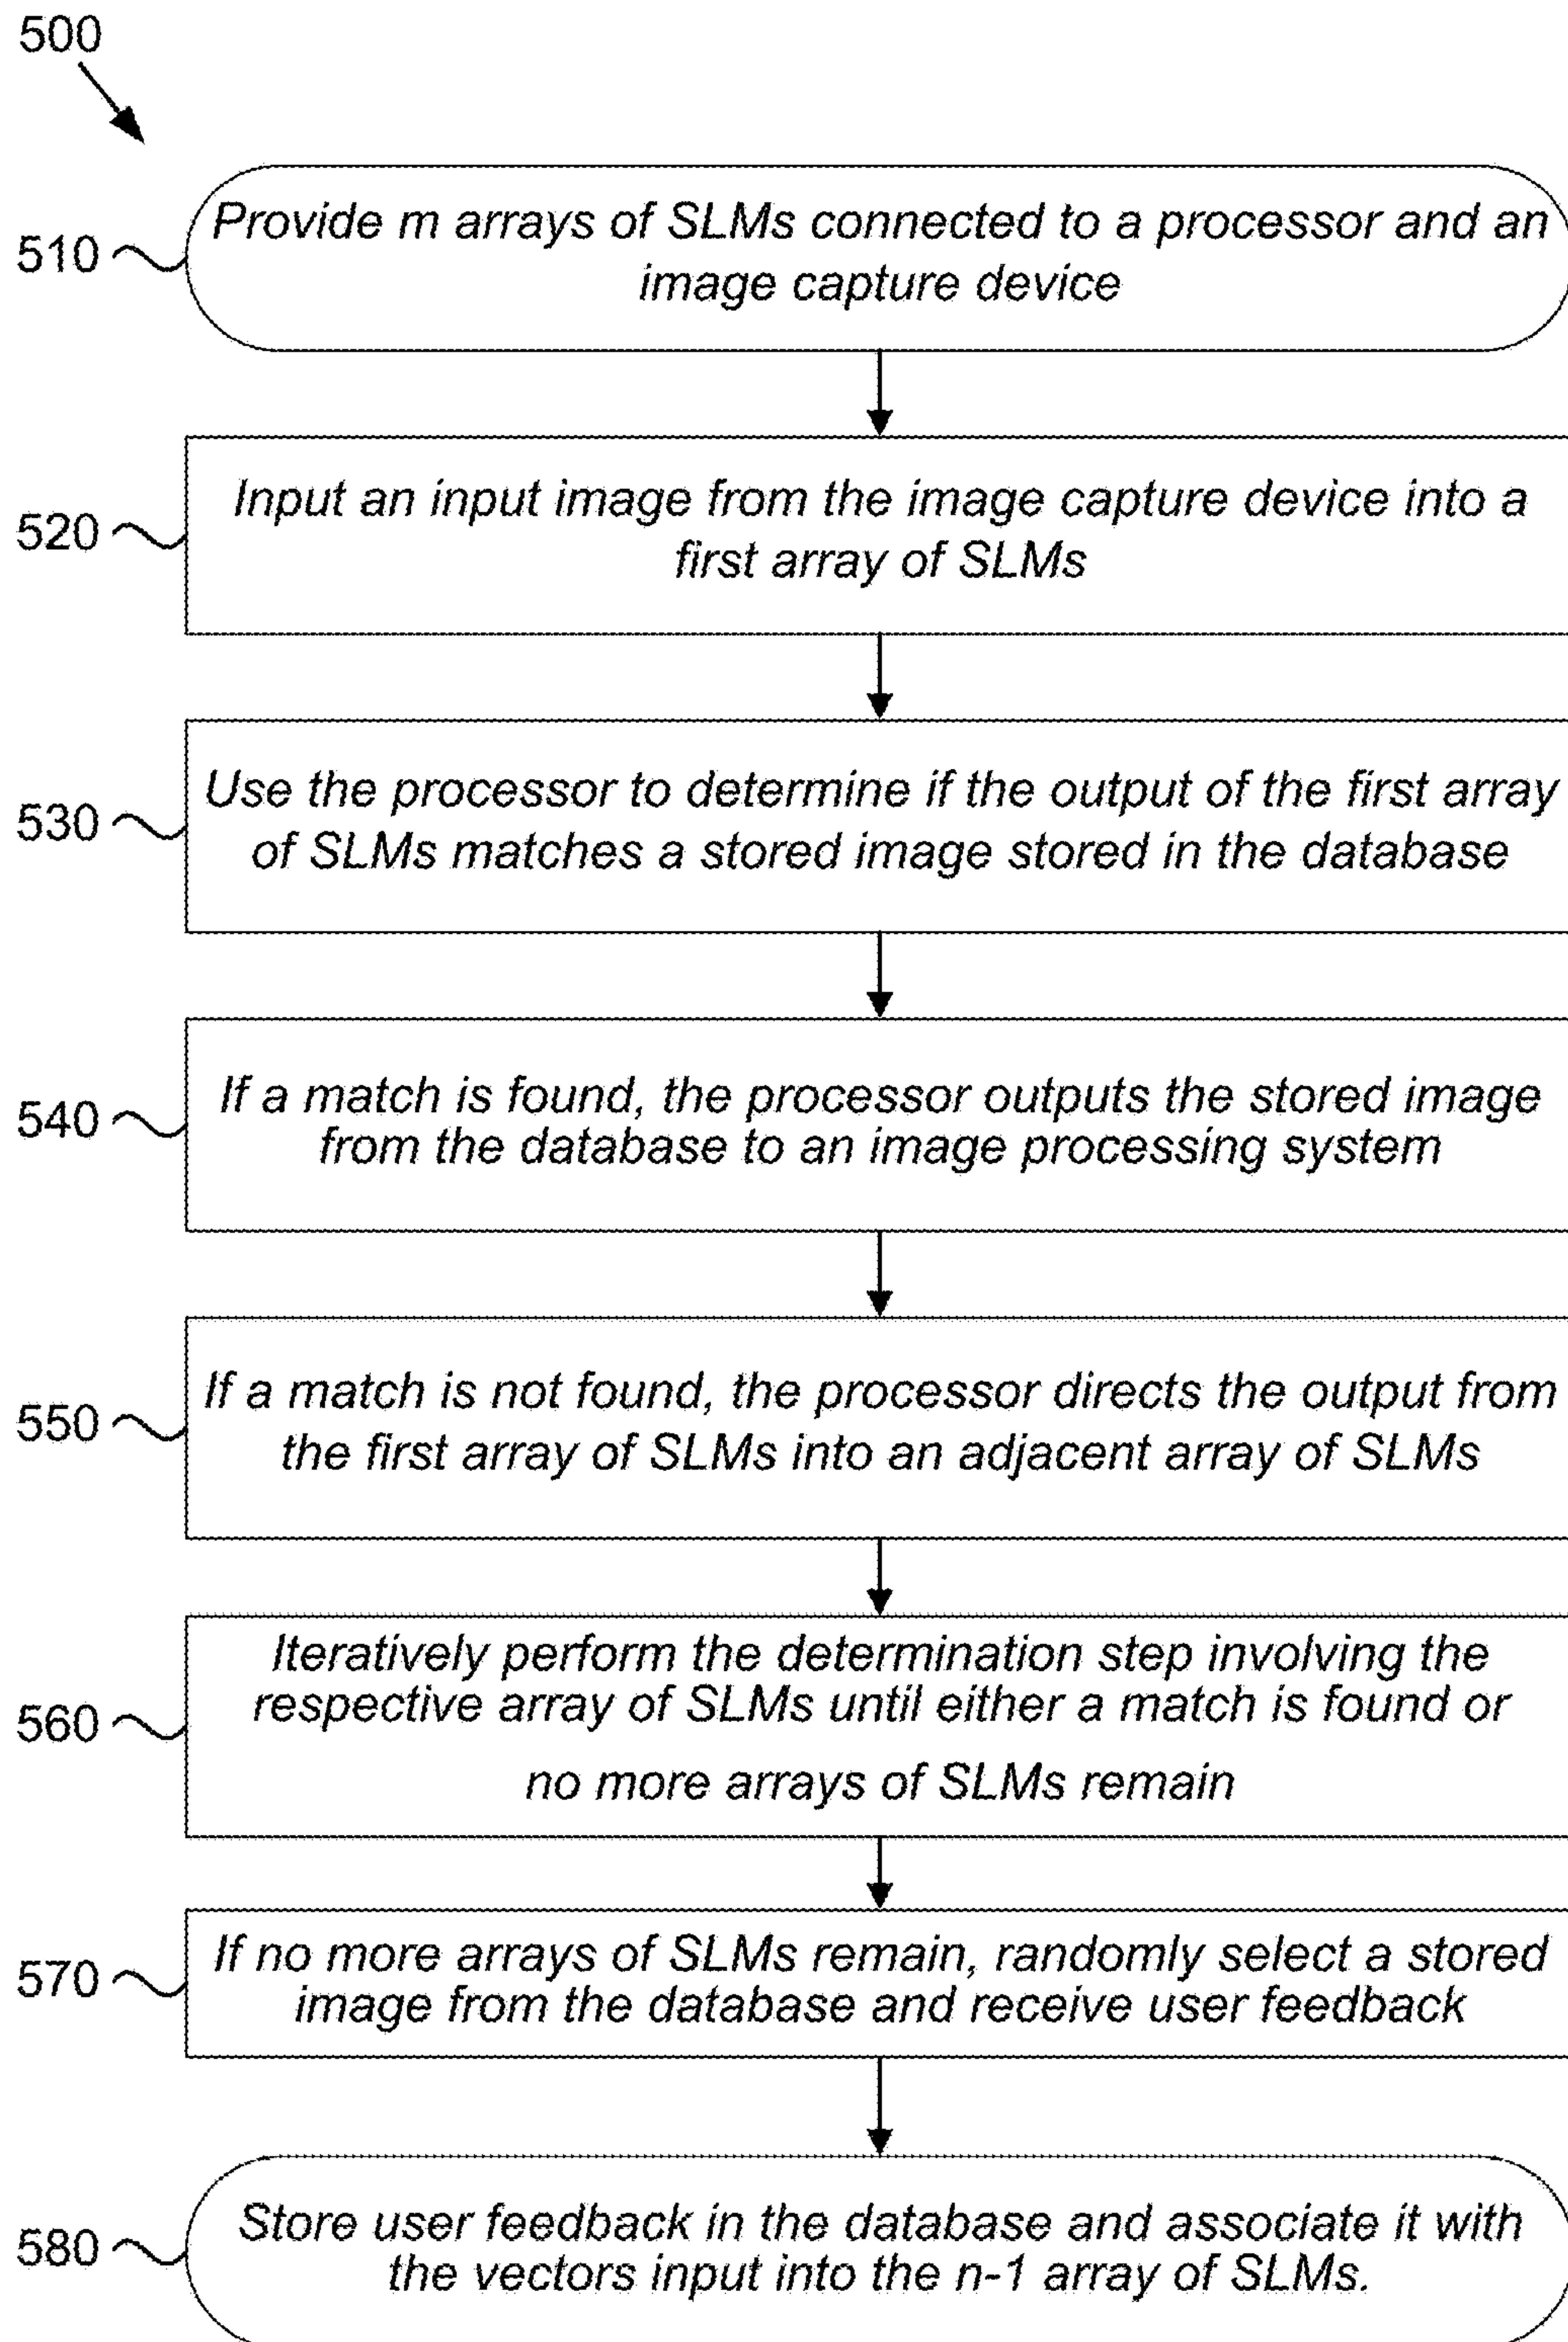 500
510
Provide m arrays of SLMs connected to a processor and an
image capture device
520
Input an input image from the image capture device into a
first array of SLMs
530
Use the processor to determine if the output of the first array
of SLMs matches a stored image stored in the database
540
If a match is found, the processor outputs the stored image
from the database to an image processing system
550
If a match is not found, the processor directs the output from
the first array of SLMs into an adjacent array of SLMs
560
Iteratively perform the determination step involving the
respective array of SLMs until either a match is found or
no more arrays of SLMs remain
570
If no more arrays of SLMs remain, randomly select a stored
image from the database and receive user feedback
580
Store user feedback in the database and associate it with
the vectors input into the n-1 array of SLMs.